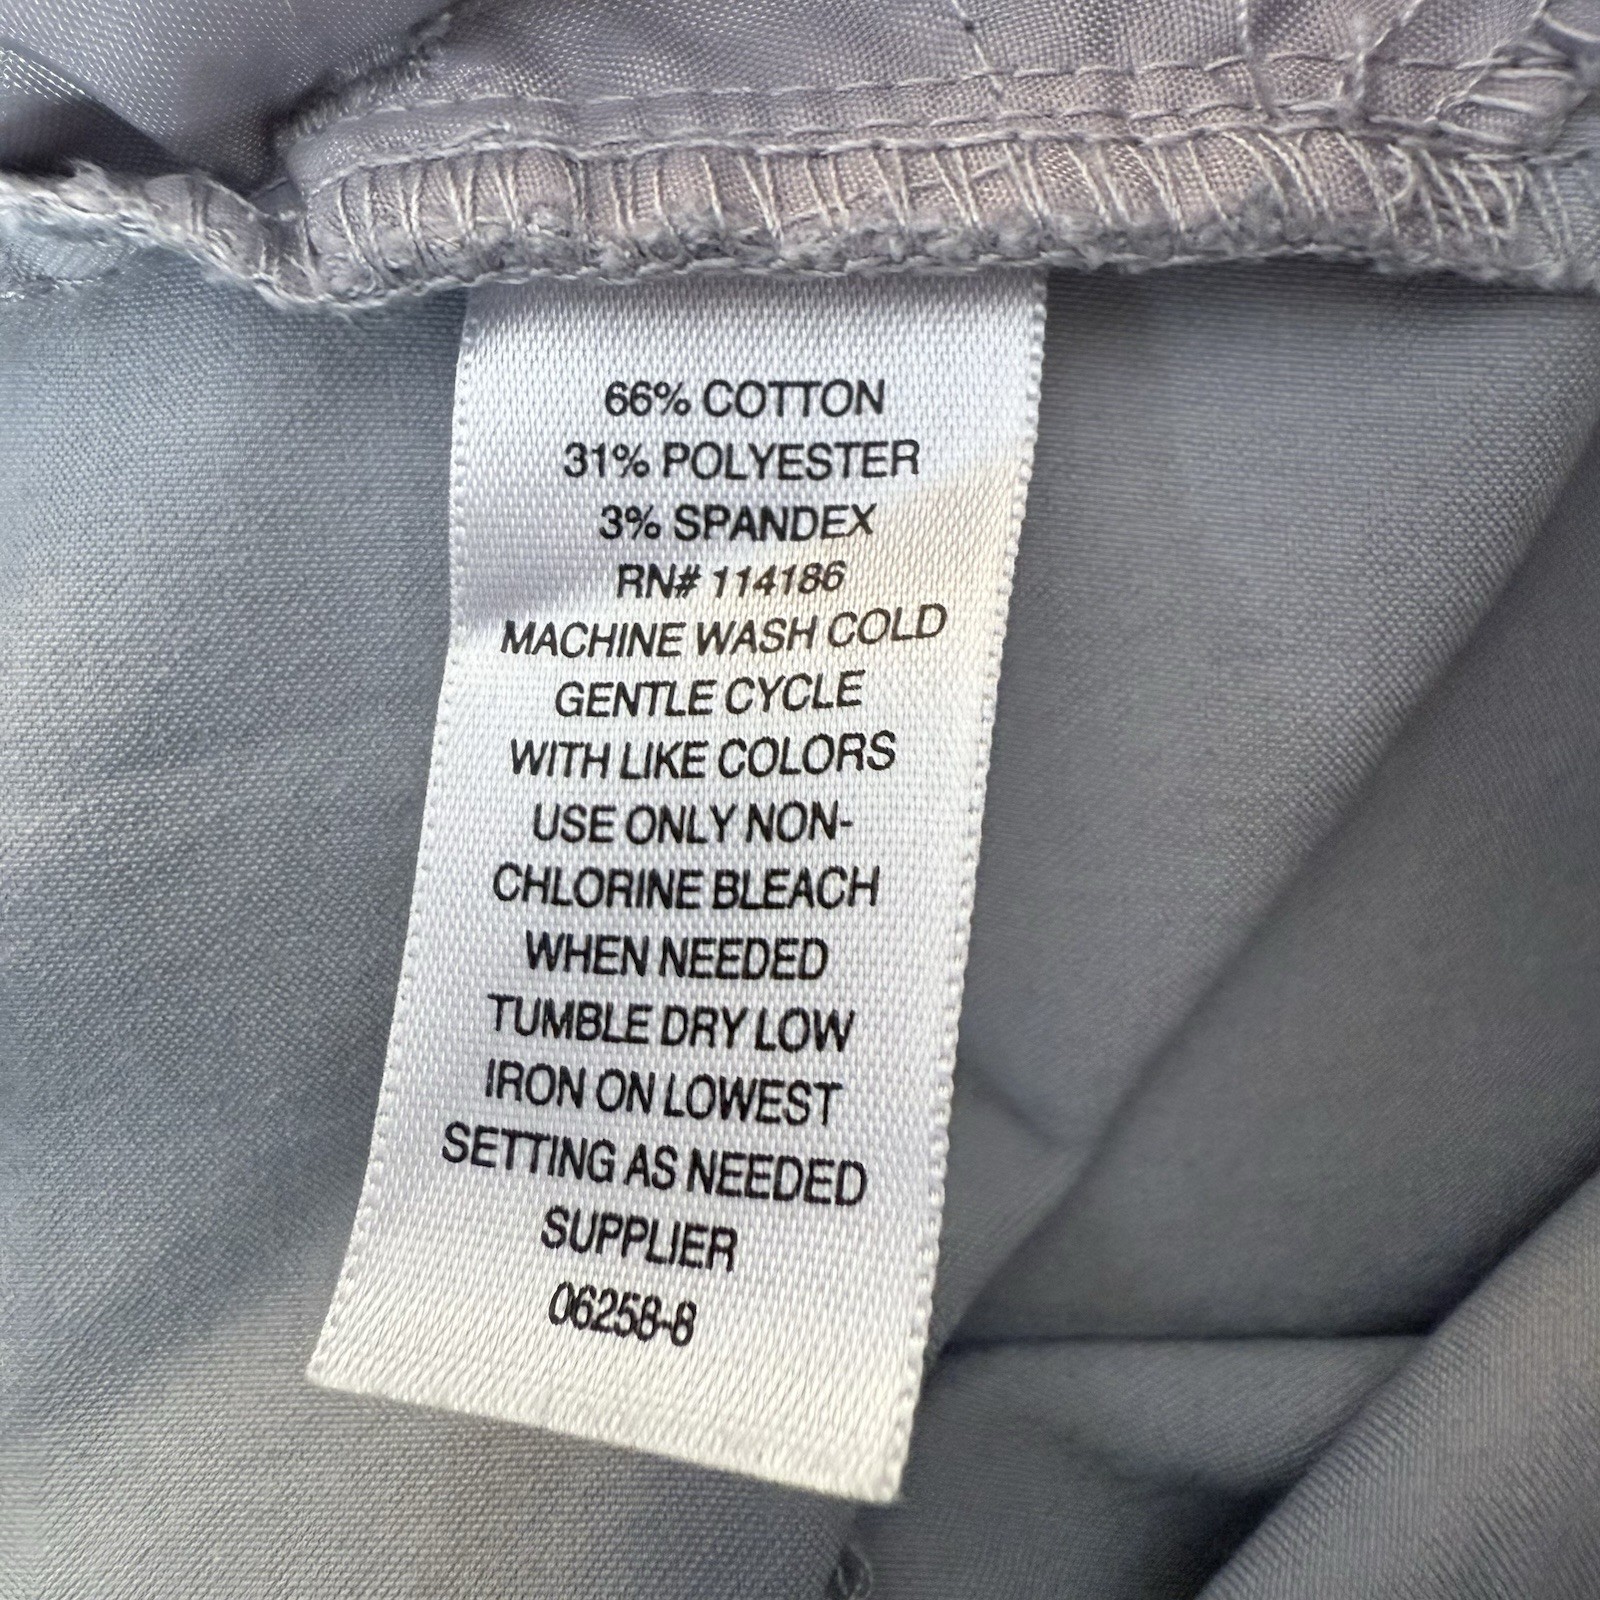 66% COTTON
31% POLYESTER
3% SPANDEX
RN# 114186
MACHINE WASH COLD
GENTLE CYCLE
WITH LIKE COLORS
USE ONLY NON-
CHLORINE BLEACH
WHEN NEEDED
TUMBLE DRY LOW
IRON ON LOWEST
SETTING AS NEEDED
SUPPLIER
06258-8